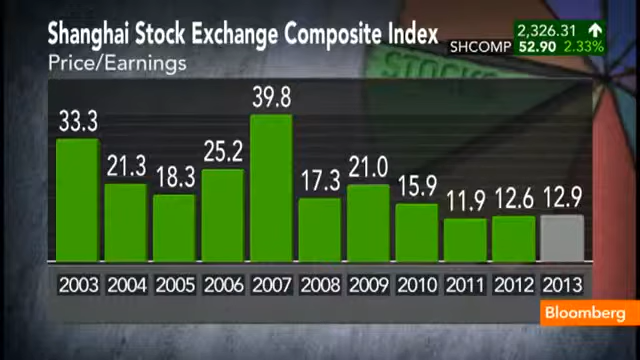 Shanghai Stock Exchange Composite Index
Price/Earnings
SHCOMP 2,326.31
52.90 2.33%
STOCKS
33.3 21.3 18.3 25.2 39.8 17.3 21.0 15.9 11.9 12.6 12.9
2003 2004 2005 2006 2007 2008 2009 2010 2011 2012 2013
Bloomberg